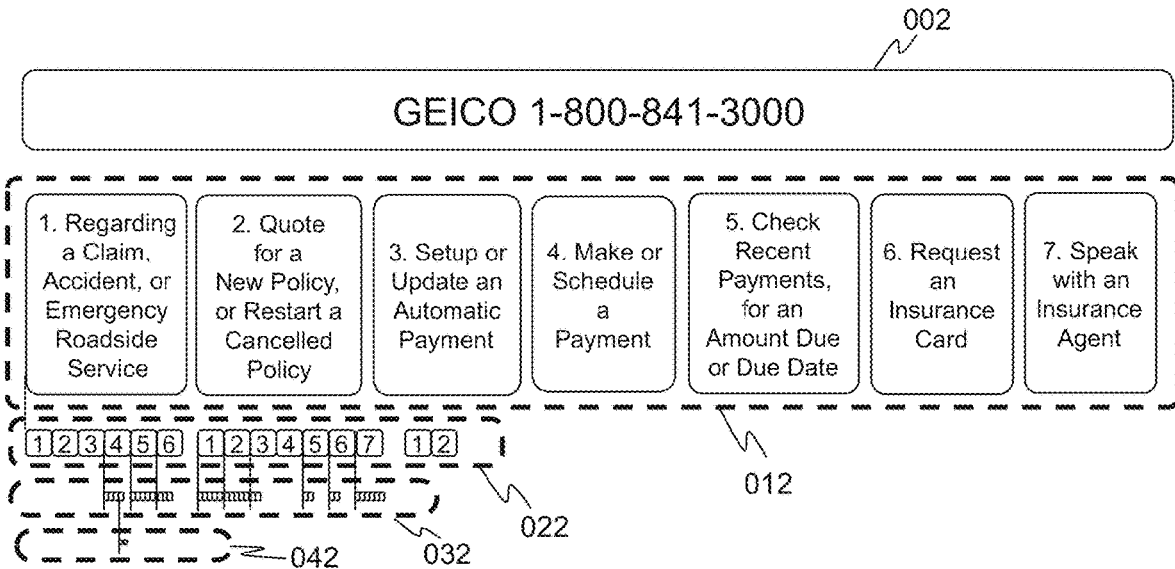 002
GEICO 1-800-841-3000
1. Regarding
a Claim,
Accident, or
Emergency
Roadside
Service
2. Quote
for a
New Policy,
or Restart a
Cancelled
Policy
3. Setup or
Update an
Automatic
Payment
4. Make or
Schedule
a
Payment
5. Check
Recent
Payments,
for an
Amount Due
or Due Date
6. Request
an
Insurance
Card
7. Speak
with an
Insurance
Agent
1 2 3 4 5 6 1 2 3 4 5 6 7 1 2
012
022
032
042